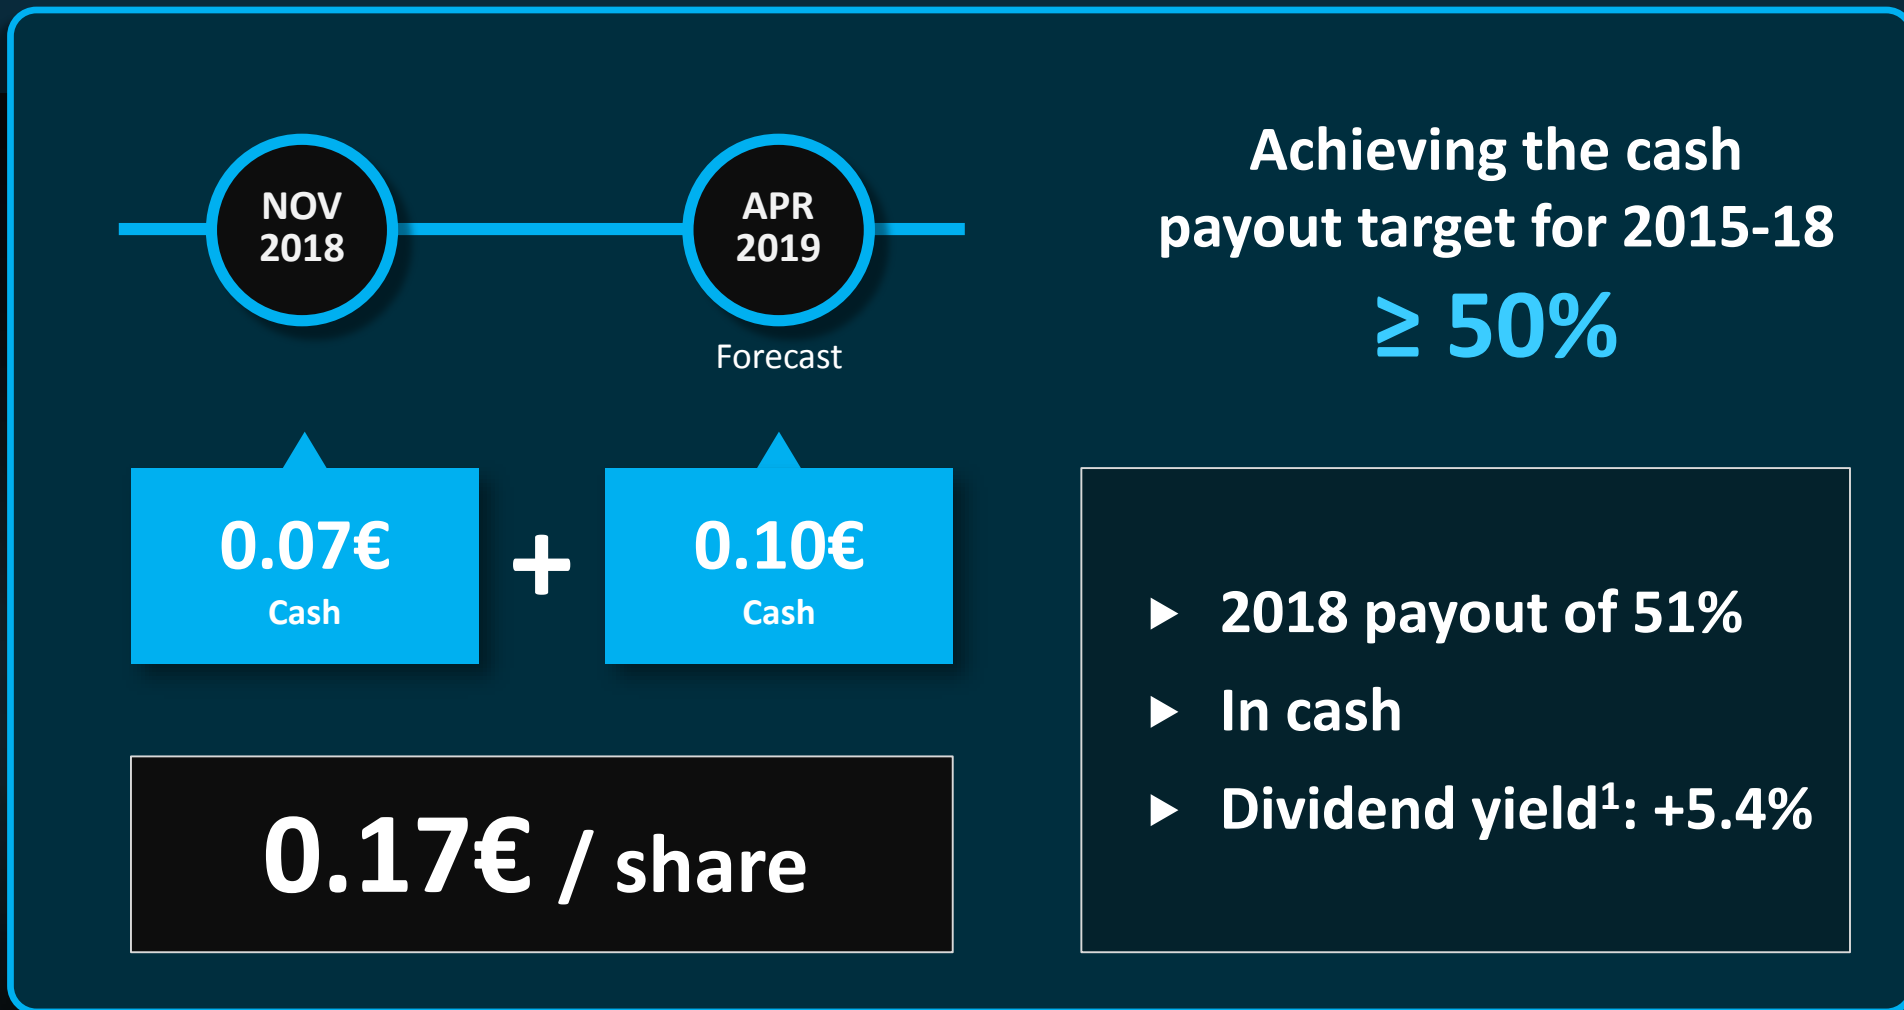 NOV
2018
APR
2019
Forecast
0.07€
Cash
+
0.10€
Cash
0.17€ / share
Achieving the cash
payout target for 2015-18
≥ 50%
2018 payout of 51%
In cash
Dividend yield¹: +5.4%